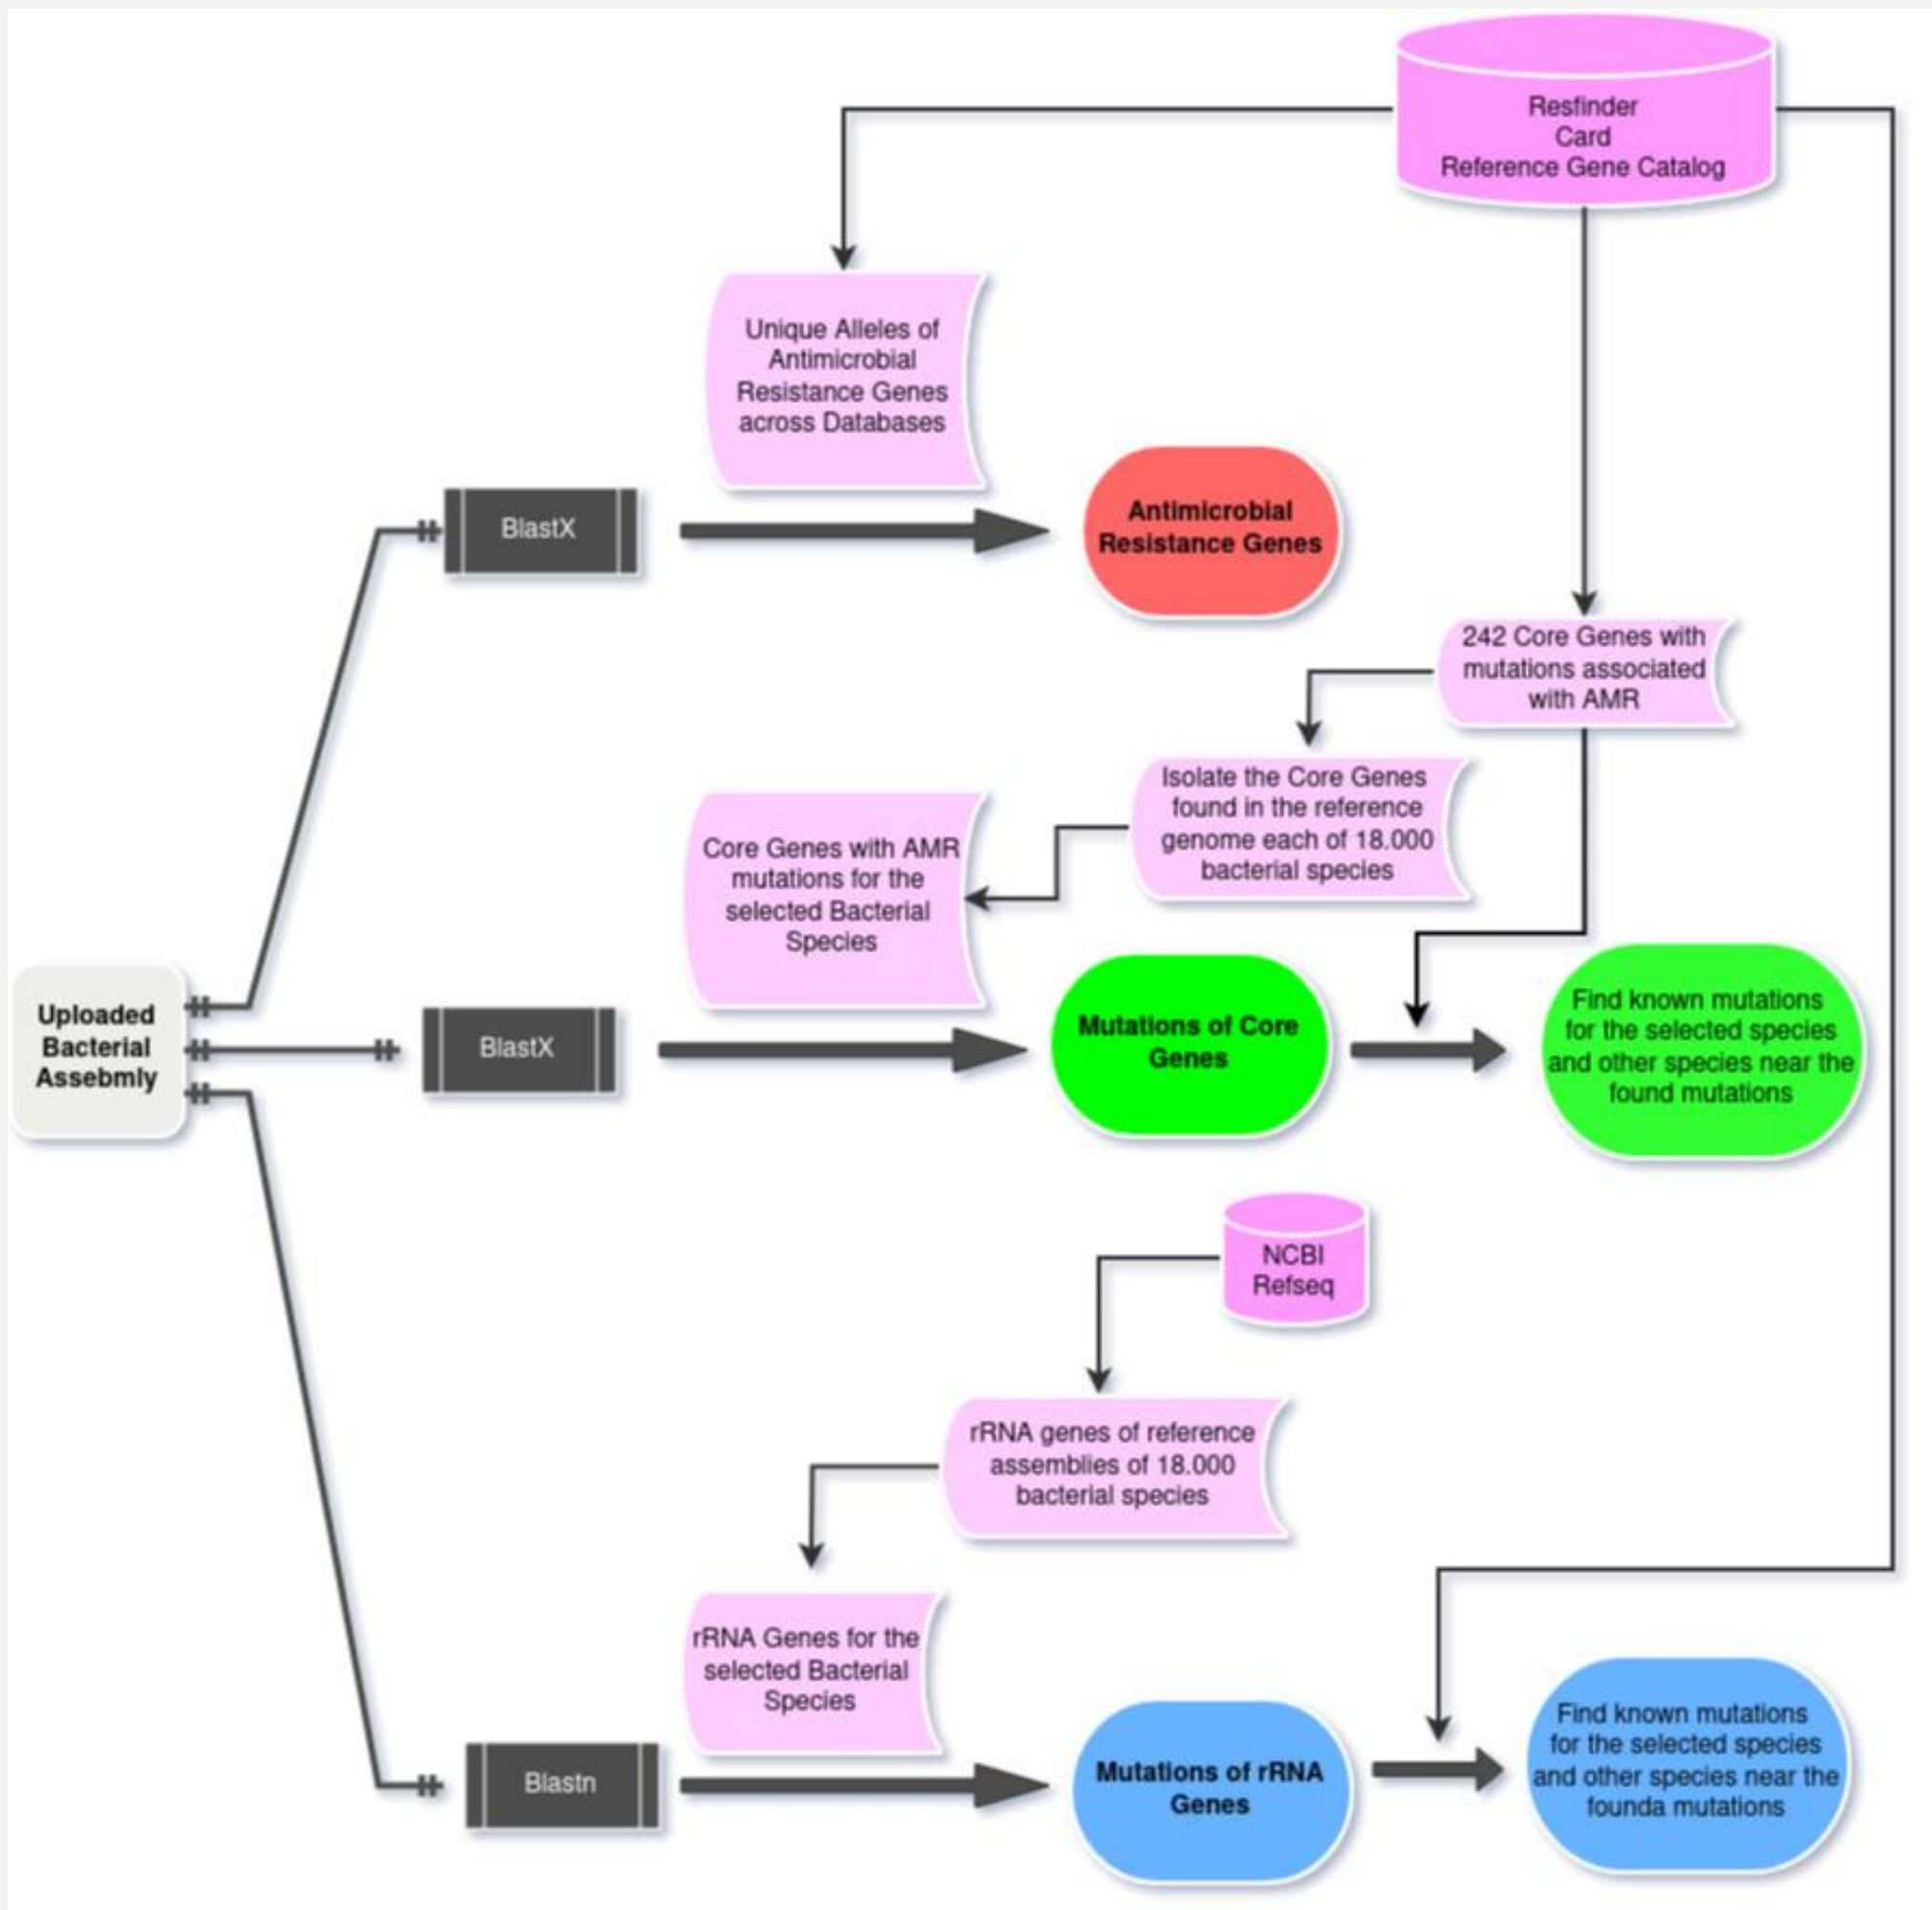 Resfinder
Card
Reference Gene Catalog
Unique Alleles of
Antimicrobial
Resistance Genes
across Databases
BlastX
Antimicrobial
Resistance Genes
242 Core Genes with
mutations associated
with AMR
Isolate the Core Genes
found in the reference
genome each of 18.000
bacterial species
Core Genes with AMR
mutations for the
selected Bacterial
Species
Uploaded
Bacterial
Assebmly
BlastX
Mutations of Core
Genes
Find known mutations
for the selected species
and other species near the
found mutations
NCBI
Refseq
rRNA genes of reference
assemblies of 18.000
bacterial species
rRNA Genes for the
selected Bacterial
Species
Blastn
Mutations of rRNA
Genes
Find known mutations
for the selected species
and other species near the
founda mutations